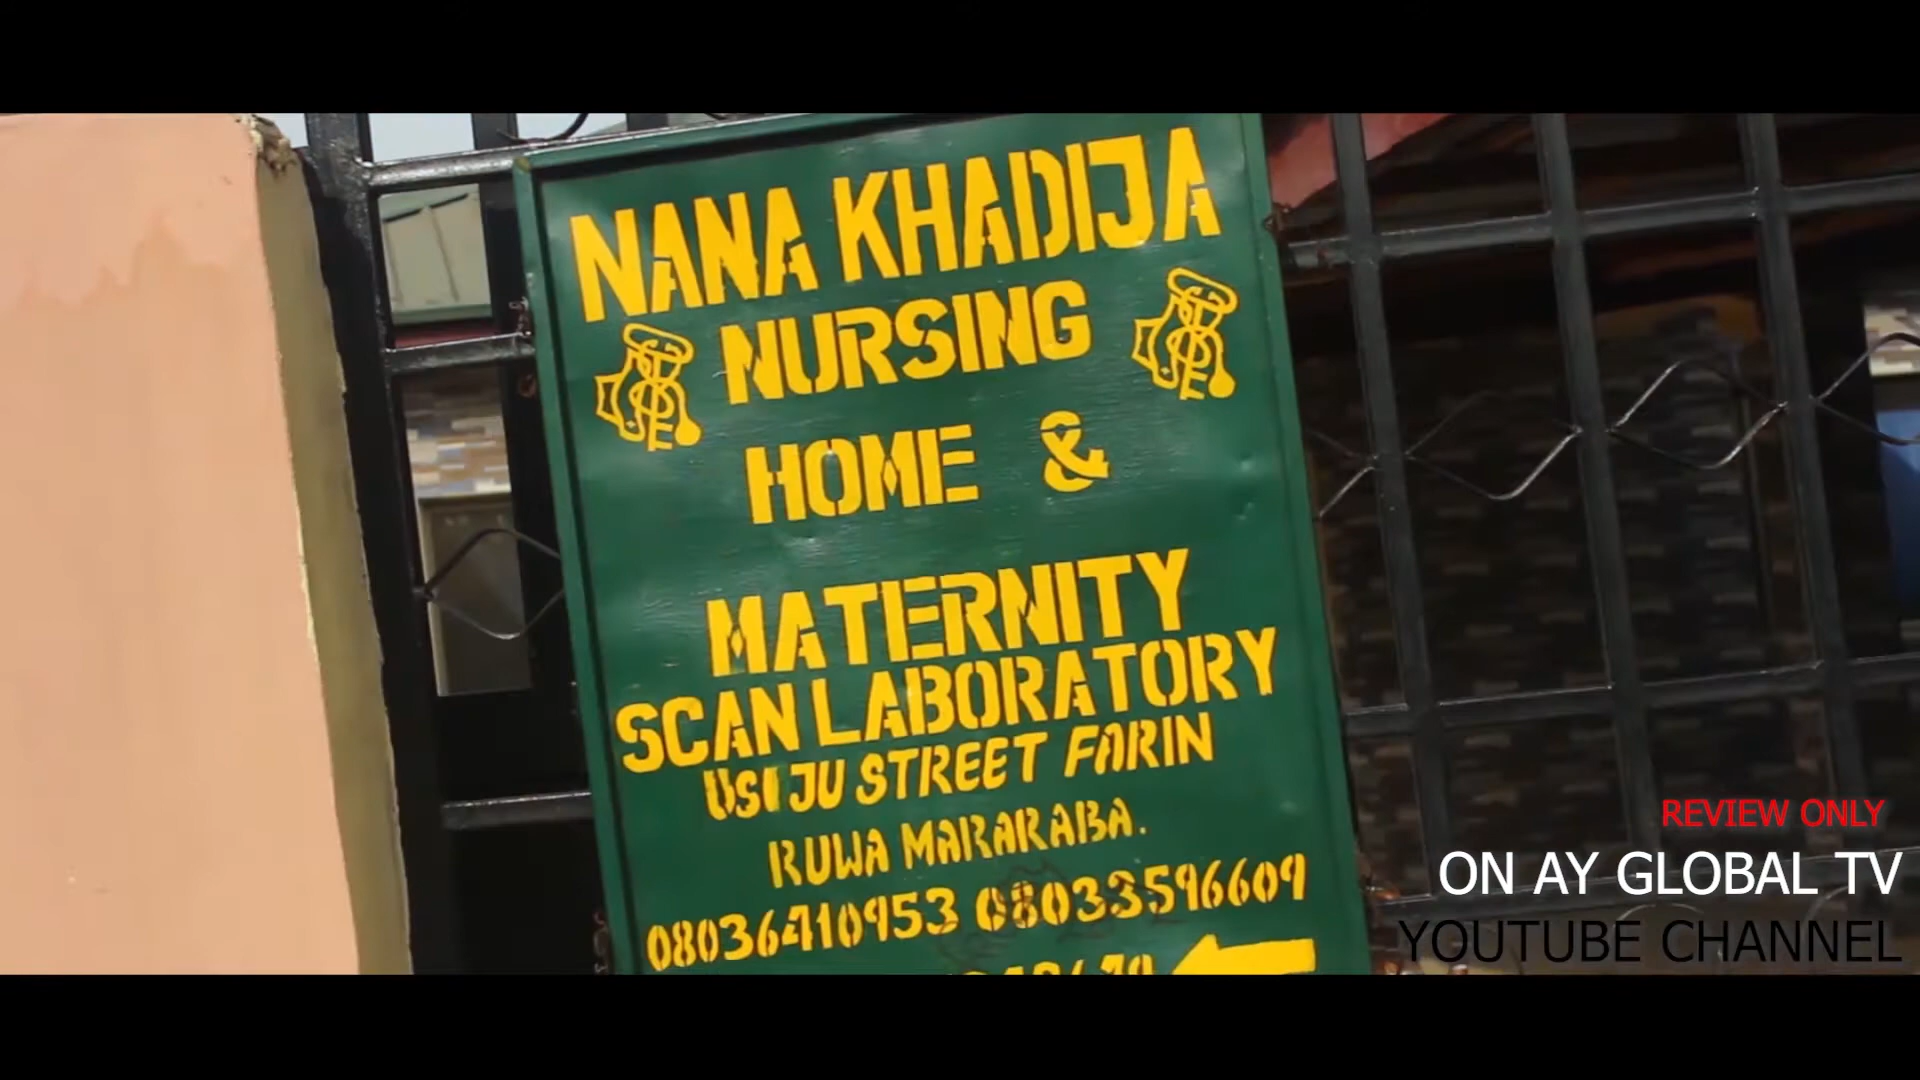 NANA KHADIJA
NURSING
HOME &
MATERNITY
SCAN LABORATORY
USIJU STREET FARIN
RUWA MARARABA.
08036410953 08033596609
REVIEW ONLY
ON AY GLOBAL TV
YOUTUBE CHANNEL